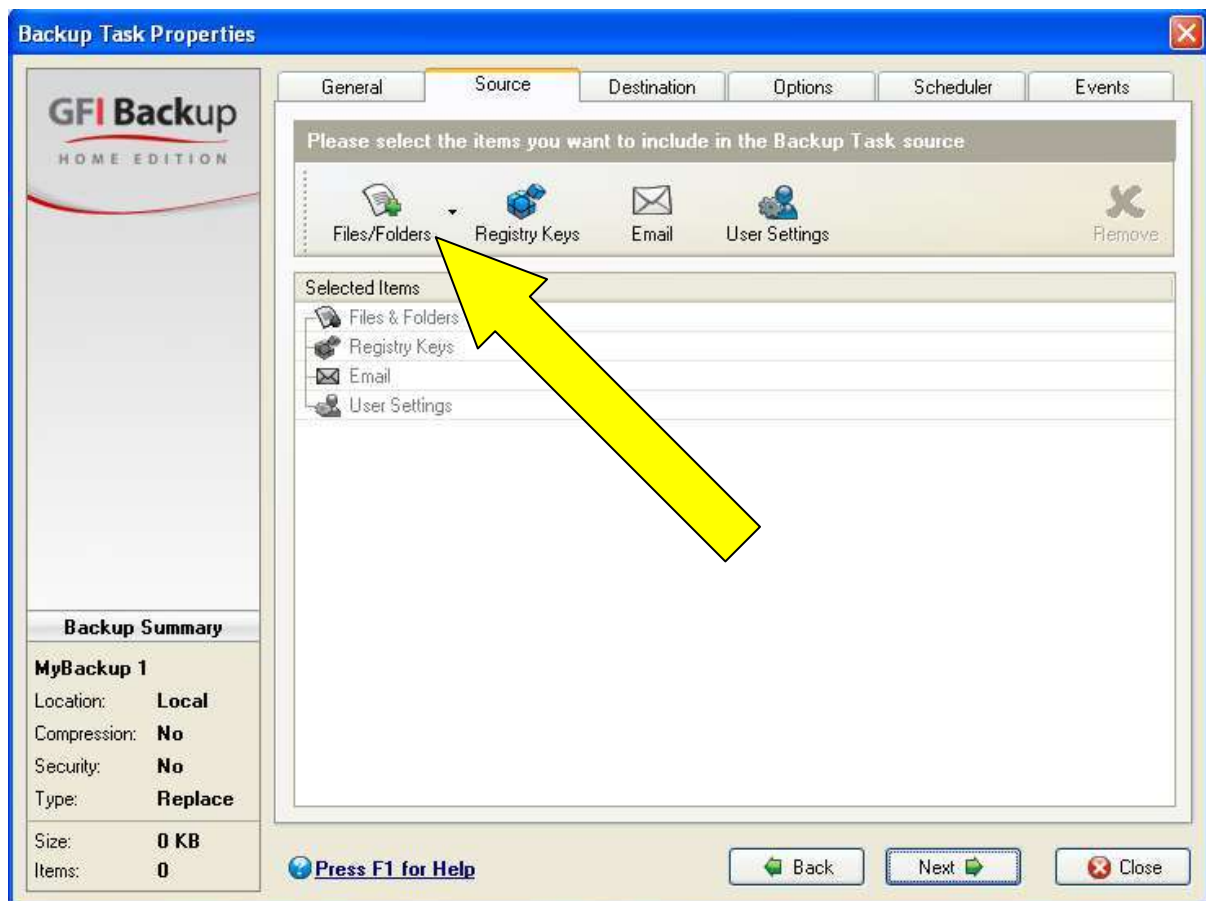 Backup Task Properties
GFI Backup
HOME EDITION
General Source Destination Options Scheduler Events
Please select the items you want to include in the Backup Task source
Files/Folders Registry Keys Email User Settings Remove
Selected Items
Files & Folders
Registry Keys
Email
User Settings
Backup Summary
MyBackup 1
Location: Local
Compression: No
Security: No
Type: Replace
Size: 0 KB
Items: 0
Press F1 for Help Back Next Close